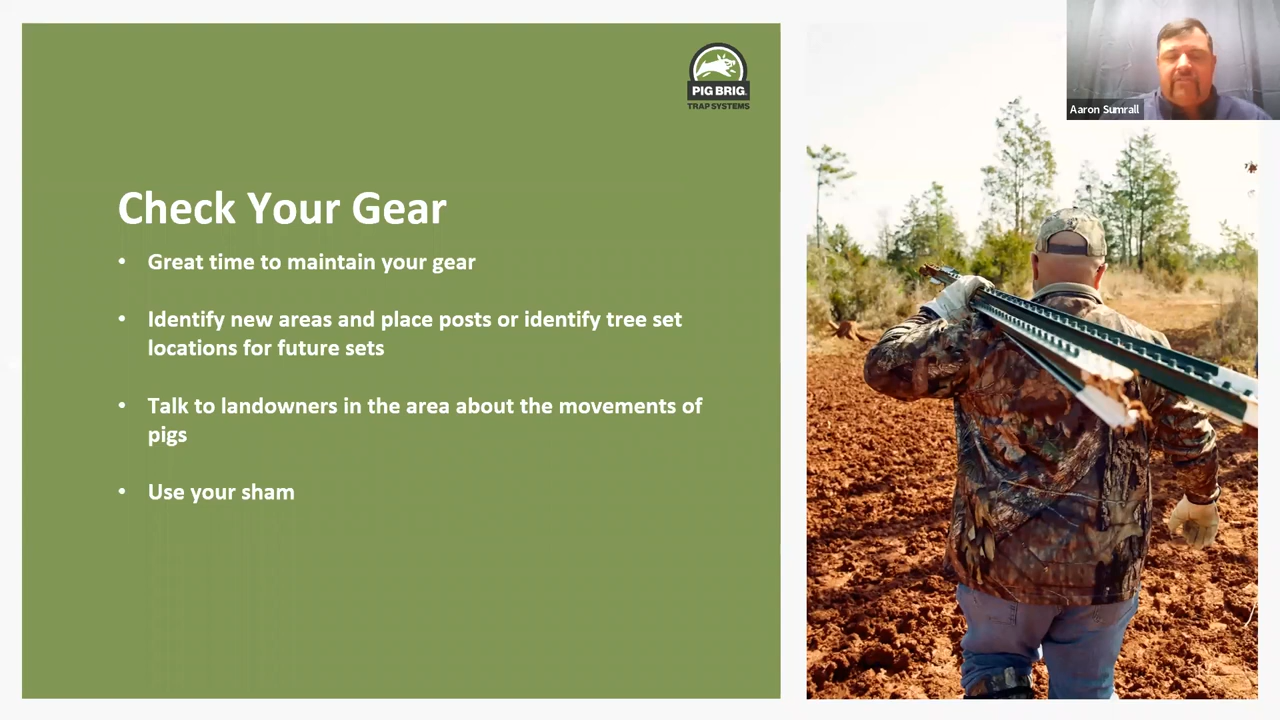 PIG BRIG
TRAP SYSTEMS
Aaron Sumrall
Check Your Gear
• Great time to maintain your gear
• Identify new areas and place posts or identify tree set
locations for future sets
• Talk to landowners in the area about the movements of
pigs
• Use your sham